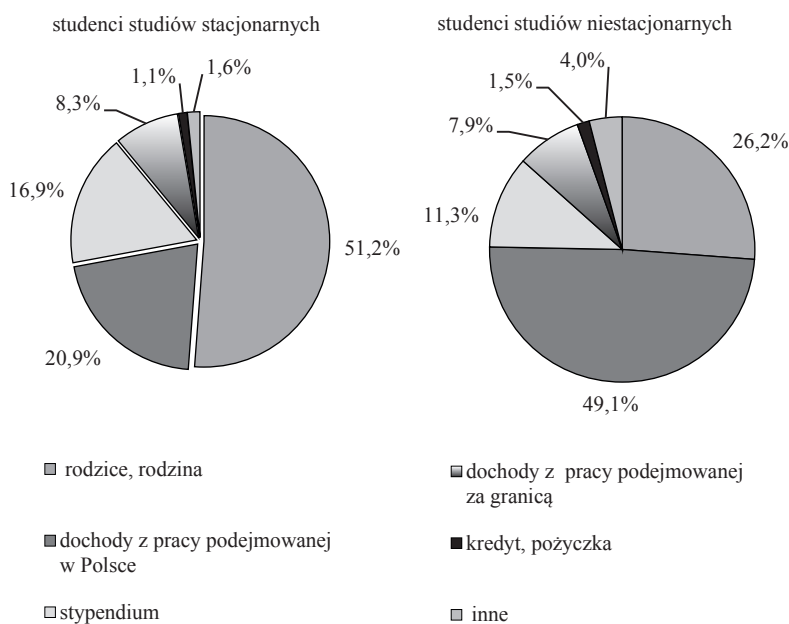 studenci studiów stacjonarnych
1,1%
1,6%
8,3%
16,9%
51,2%
20,9%
studenci studiów niestacjonarnych
4,0%
1,5%
7,9%
26,2%
11,3%
49,1%
rodzice, rodzina
dochody z pracy podejmowanej
w Polsce
stypendium
dochody z pracy podejmowanej
za granicą
kredyt, pożyczka
inne